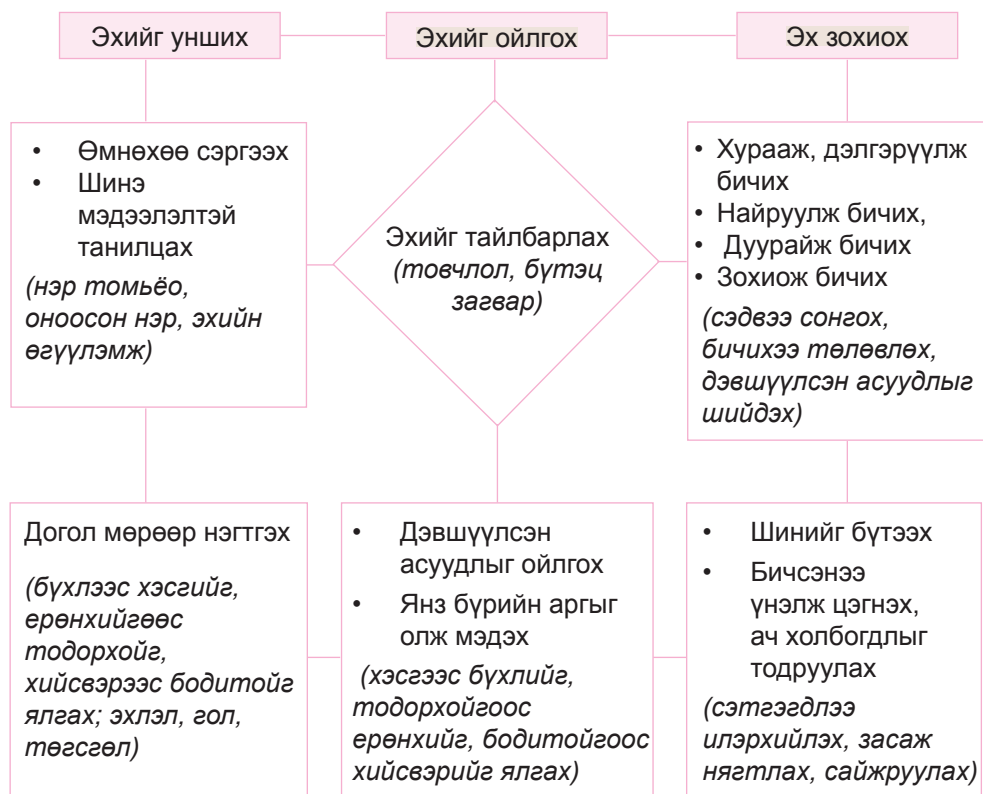 Эхийг унших
Эхийг ойлгох
Эх зохиох
• Өмнөхөө сэргээх
• Шинэ
мэдээлэлтэй
танилцах
(нэр томьёо,
оноосон нэр, эхийн
өгүүлэмж)
Эхийг тайлбарлах
(товчлол, бүтэц
загвар)
• Хурааж, дэлгэрүүлж
бичих
• Найруулж бичих,
• Дуурайж бичих
• Зохиож бичих
(сэдвээ сонгох,
бичихээ төлөвлөх,
дэвшүүлсэн асуудлыг
шийдэх)
Догол мөрөөр нэгтгэх
(бүхлээс хэсгийг,
ерөнхийгөөс
тодорхойг,
хийсвэрээс бодитойг
ялгах; эхлэл, гол,
төгсгөл)
• Дэвшүүлсэн
асуудлыг ойлгох
• Янз бүрийн аргыг
олж мэдэх
(хэсгээс бүхлийг,
тодорхойгоос
ерөнхийг, бодитойгоос
хийсвэрийг ялгах)
• Шинийг бүтээх
• Бичсэнээ
үнэлж цэгнэх,
ач холбогдлыг
тодруулах
(сэтгэгдлээ
илэрхийлэх, засаж
нягтлах, сайжруулах)